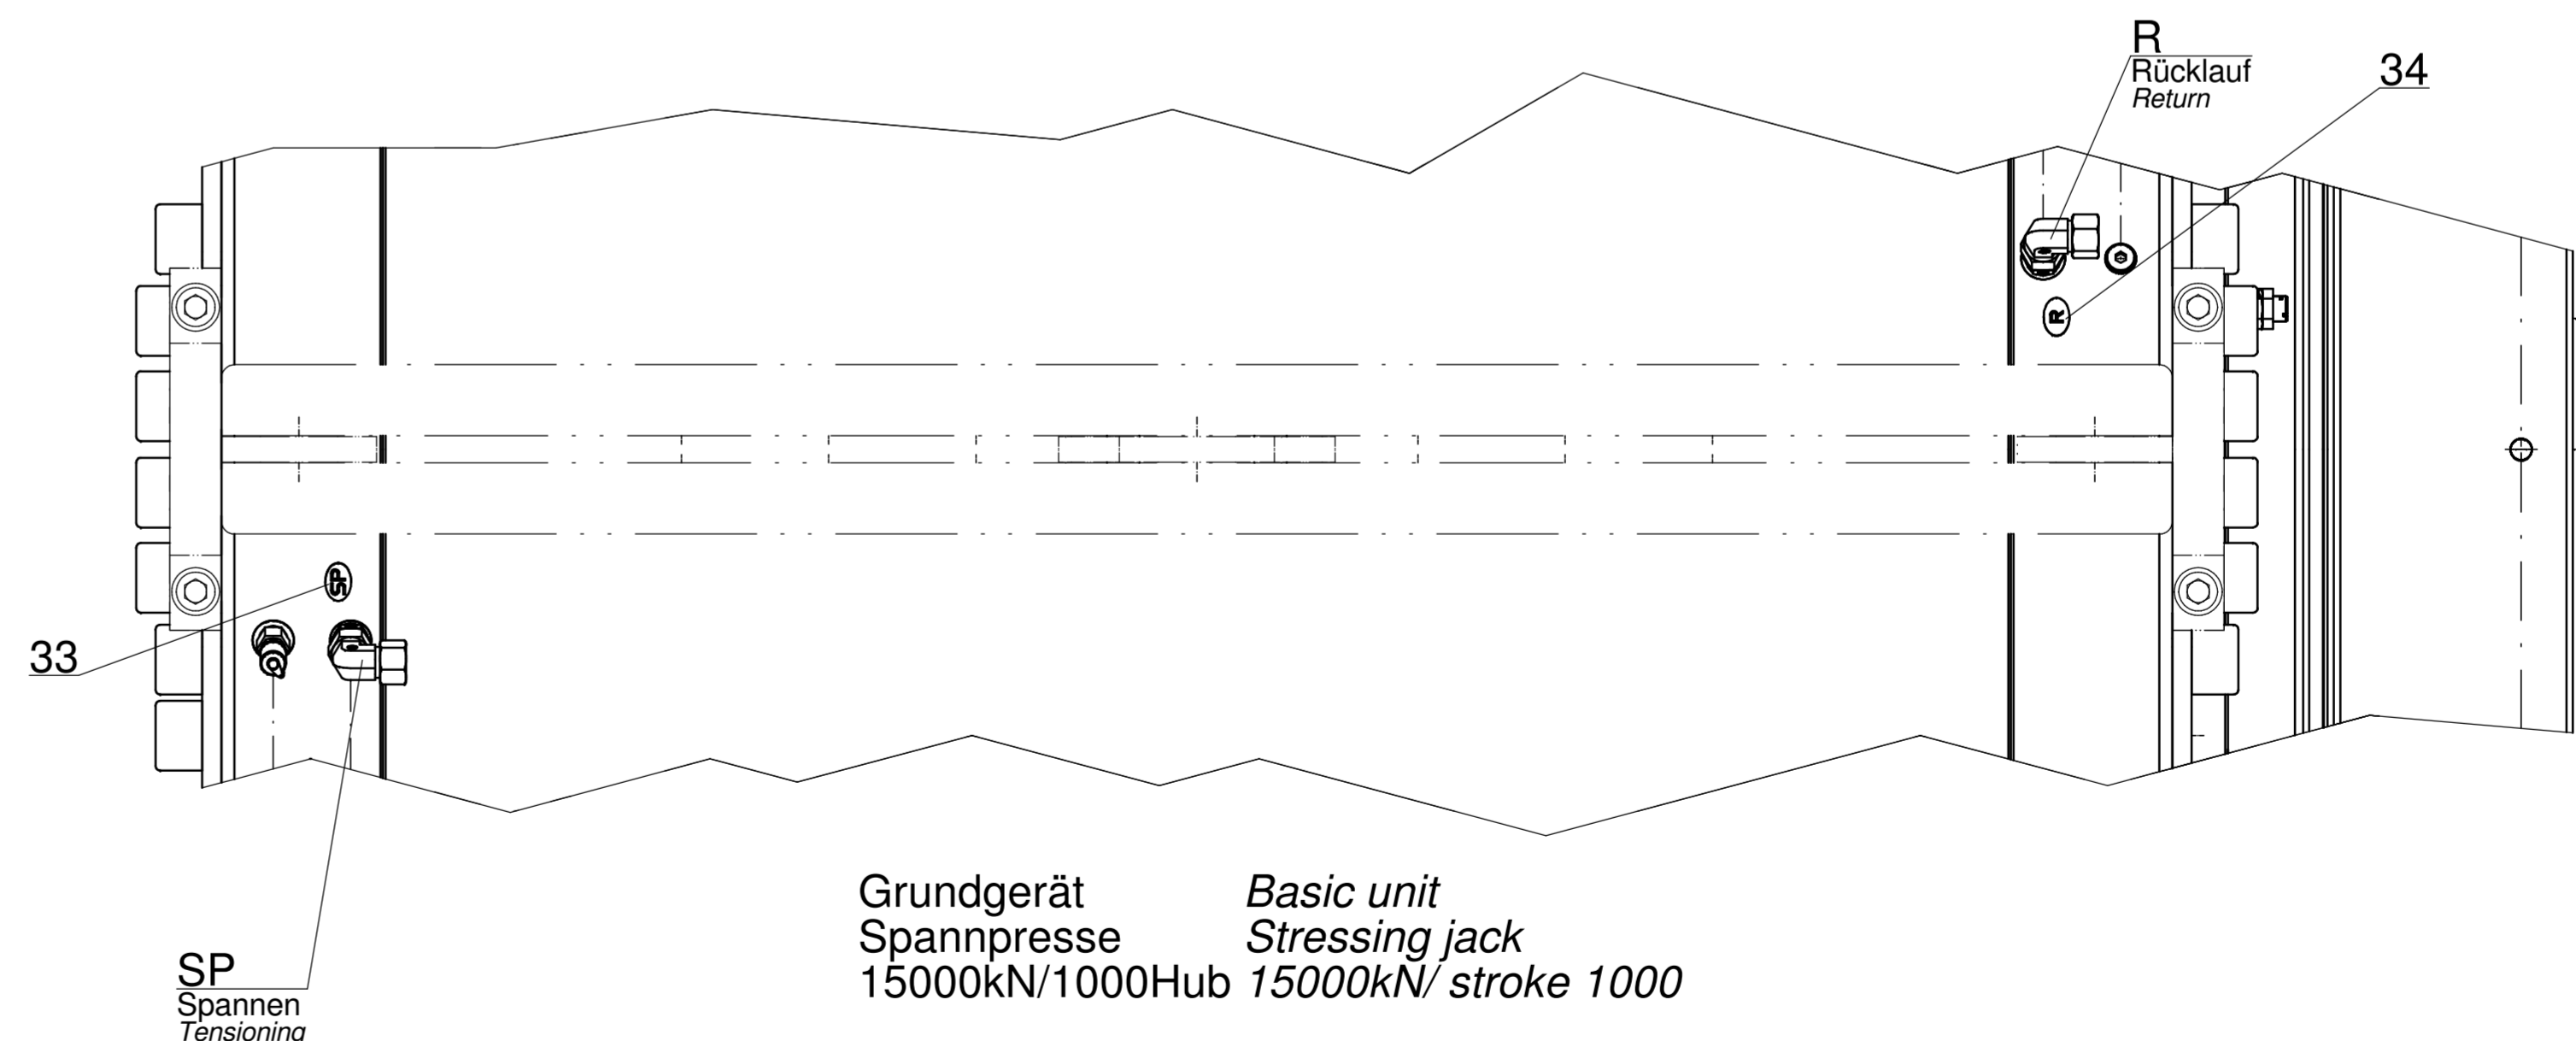 R
Rücklauf
Return
34
R
SP
33
SP
Spannen
Tensioning
Grundgerät Basic unit
Spannpresse Stressing jack
15000kN/1000Hub 15000kN/ stroke 1000